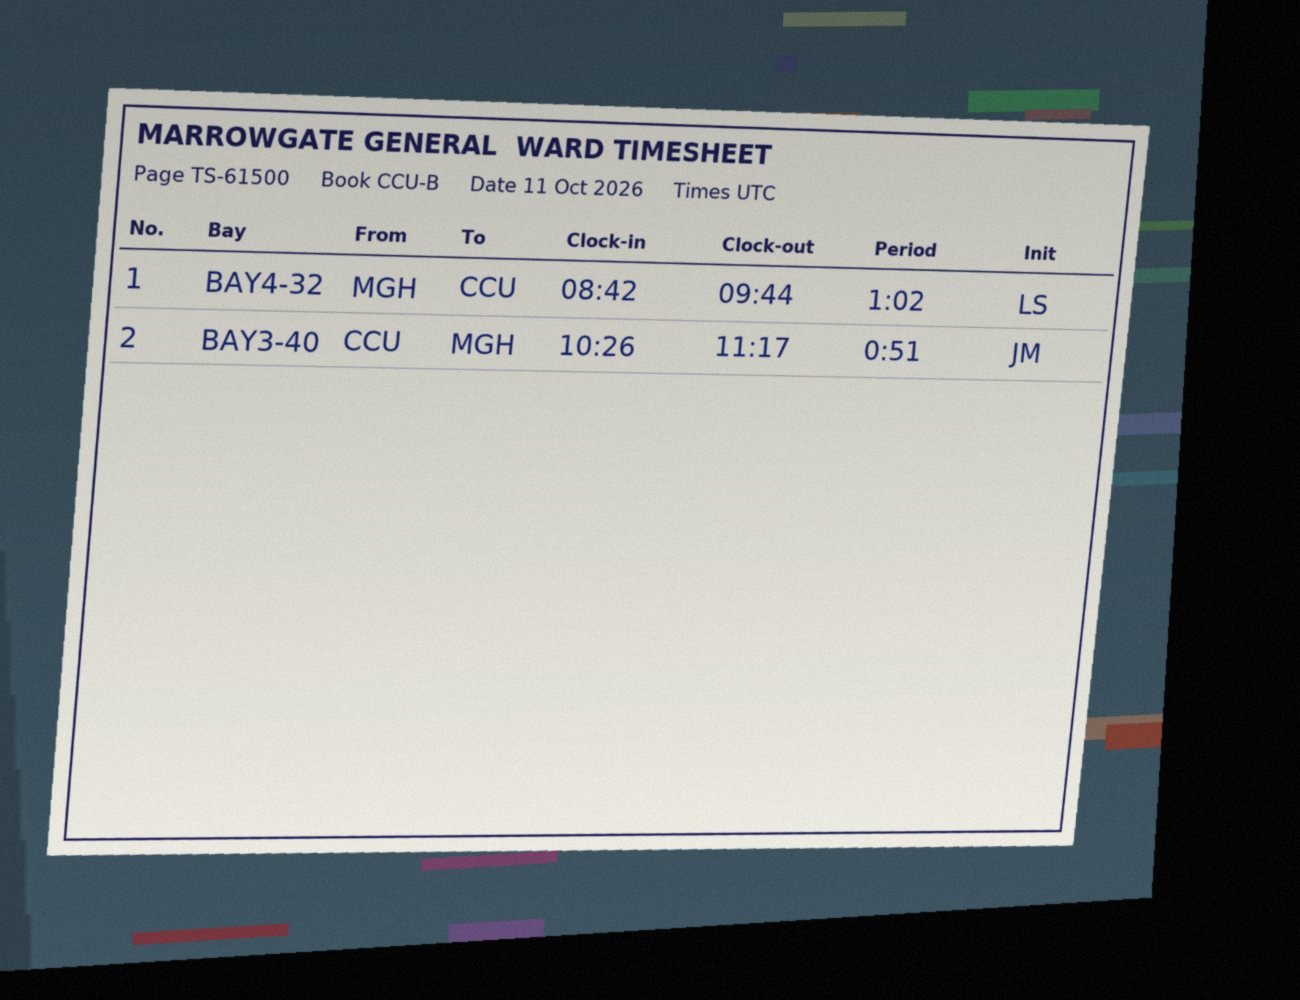 MARROWGATE GENERAL WARD TIMESHEET
Page TS-61500 Book CCU-B Date 11 Oct 2026 Times UTC
No. Bay From To Clock-in Clock-out Period Init
1 BAY4-32 MGH CCU 08:42 09:44 1:02 LS
2 BAY3-40 CCU MGH 10:26 11:17 0:51 JM